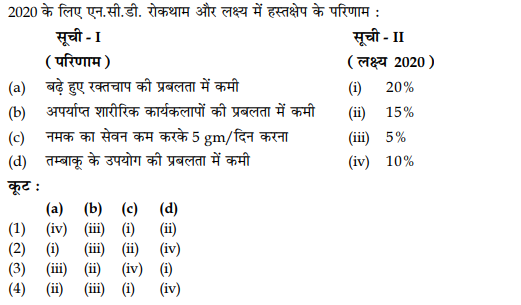 2020 के लिए एन.सी.डी. रोकथाम और लक्ष्य में हस्तक्षेप के परिणाम :
सूची - I सूची - II
( परिणाम ) ( लक्ष्य 2020 )
(a) बढ़े हुए रक्तचाप की प्रबलता में कमी (i) 20%
(b) अपर्याप्त शारीरिक कार्यकलापों की प्रबलता में कमी (ii) 15%
(c) नमक का सेवन कम करके 5 gm/दिन करना (iii) 5%
(d) तम्बाकू के उपयोग की प्रबलता में कमी (iv) 10%
कूट :
(a) (b) (c) (d)
(1) (iv) (iii) (i) (ii)
(2) (i) (iii) (ii) (iv)
(3) (iii) (ii) (iv) (i)
(4) (ii) (iii) (i) (iv)